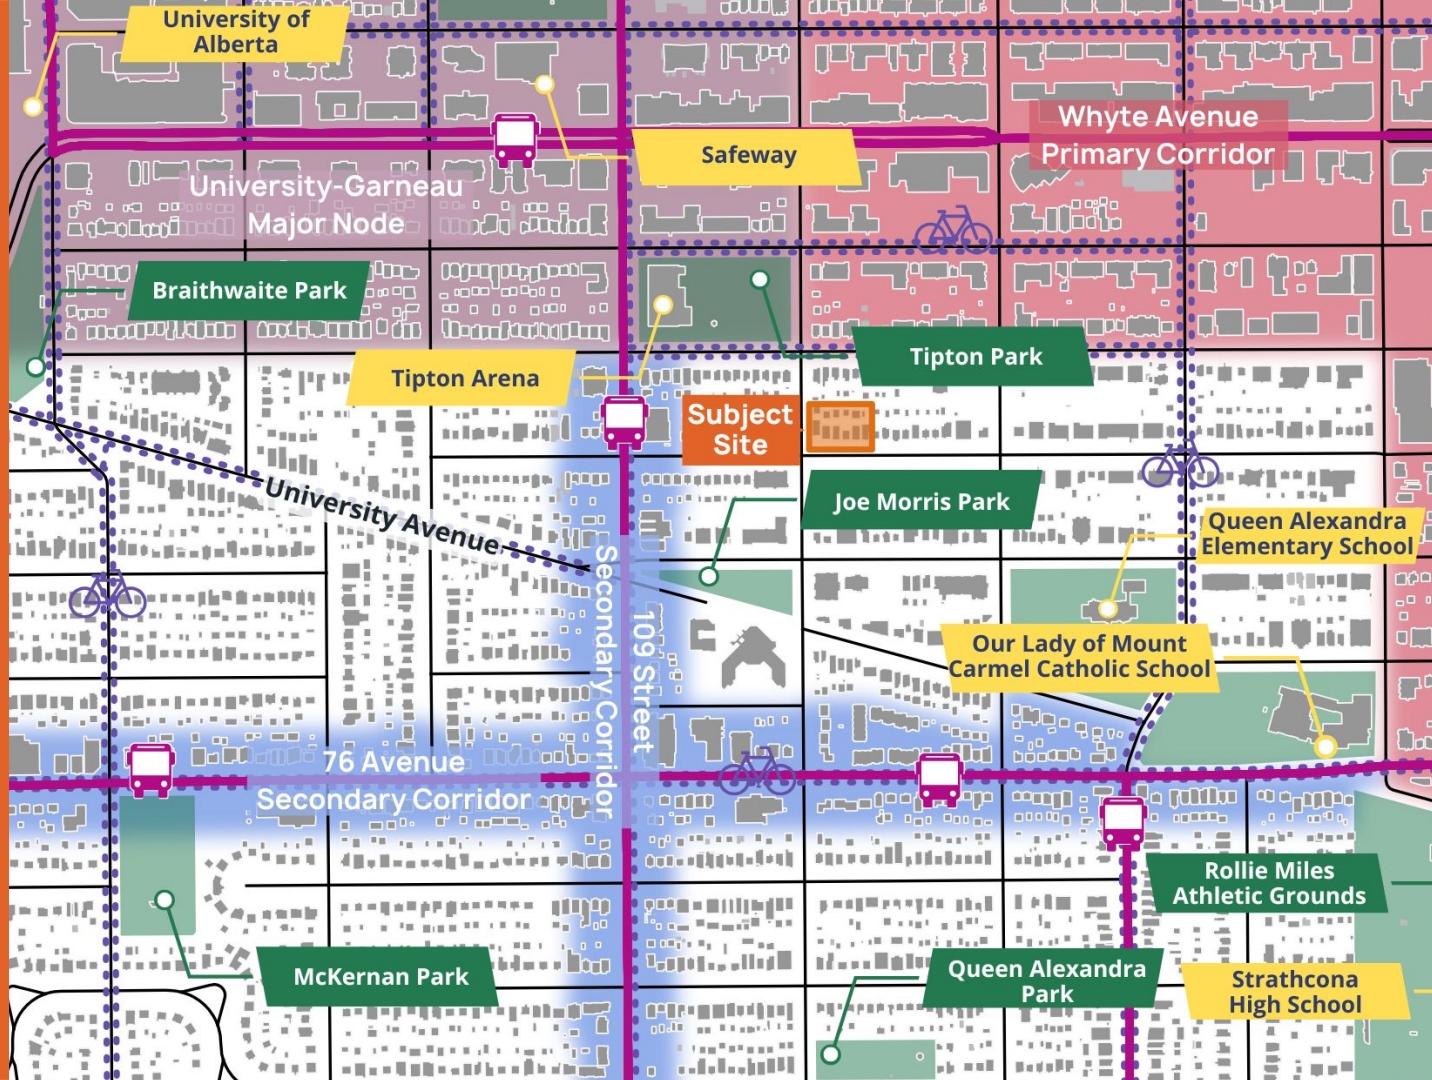 University of
Alberta
Whyte Avenue
Primary Corridor
Safeway
University-Garneau
Major Node
Braithwaite Park
Tipton Park
Tipton Arena
Subject
Site
University Avenue
Joe Morris Park
Queen Alexandra
Elementary School
Secondary Corridor
109 Street
Our Lady of Mount
Carmel Catholic School
76 Avenue
Secondary Corridor
Rollie Miles
Athletic Grounds
McKernan Park
Queen Alexandra
Park
Strathcona
High School